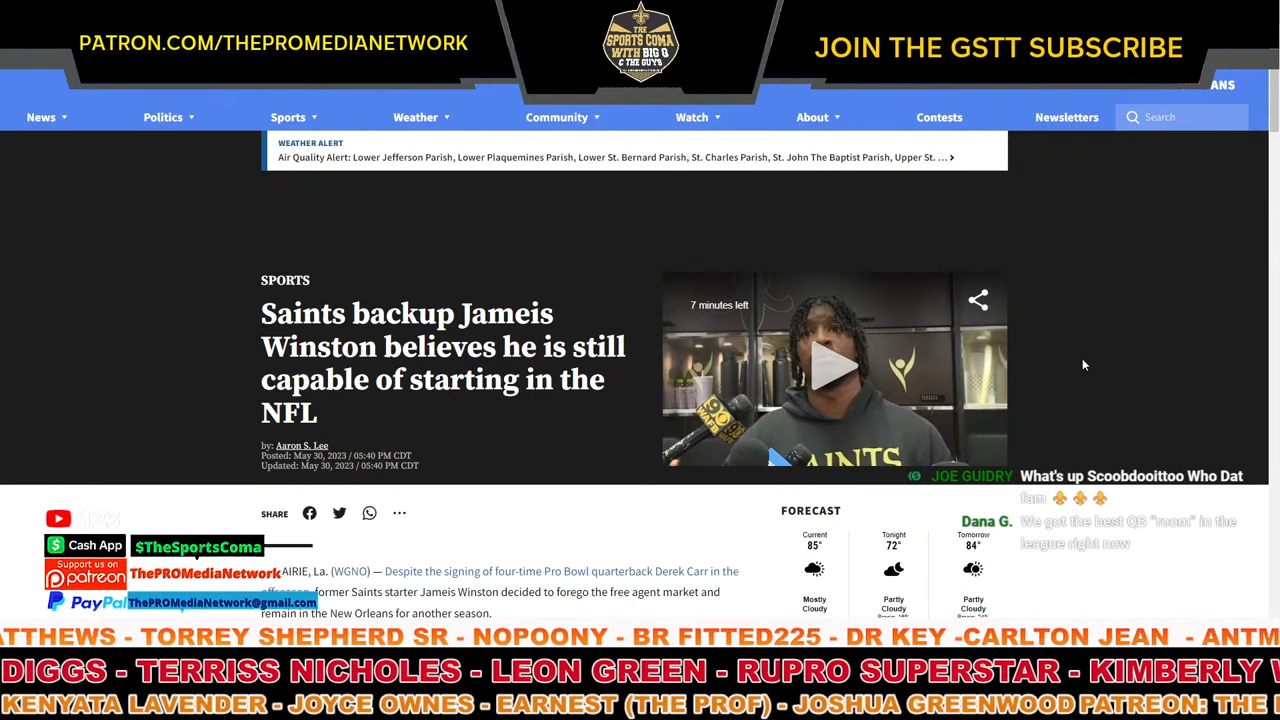 PATRON.COM/THEPROMEDIANETWORK
THE
SPORTS COMA
WITH BIG Q
& THE GUYS
JOIN THE GSTT SUBSCRIBE
ANS
News
Politics
Sports
Weather
Community
Watch
About
Contests
Newsletters
Search
WEATHER ALERT
Air Quality Alert: Lower Jefferson Parish, Lower Plaquemines Parish, Lower St. Bernard Parish, St. Charles Parish, St. John The Baptist Parish, Upper St. …
SPORTS
Saints backup Jameis
Winston believes he is still
capable of starting in the
NFL
by: Aaron S. Lee
Posted: May 30, 2023 / 05:40 PM CDT
Updated: May 30, 2023 / 05:40 PM CDT
7 minutes left
WAFB
SAINTS
JOE GUIDRY What's up Scoobdooittoo Who Dat
fam
Dana G. We got the best QB "room" in the
league right now
SHARE
FORECAST
Current
85°
Mostly
Cloudy
Tonight
72°
Partly
Cloudy
Tomorrow
84°
Partly
Cloudy
123
Cash App $TheSportsComa
Support us on
patreon ThePROMediaNetwork
PayPal ThePROMediaNetwork@gmail.com
AIRIE, La. (WGNO) — Despite the signing of four-time Pro Bowl quarterback Derek Carr in the
former Saints starter Jameis Winston decided to forego the free agent market and
remain in the New Orleans for another season.
ATTHEWS - TORREY SHEPHERD SR - NOPOONY - BR FITTED225 - DR KEY -CARLTON JEAN - ANTM
DIGGS - TERRISS NICHOLES - LEON GREEN - RUPRO SUPERSTAR - KIMBERLY W
KENYATA LAVENDER - JOYCE OWNES - EARNEST (THE PROF) - JOSHUA GREENWOOD PATREON: THE